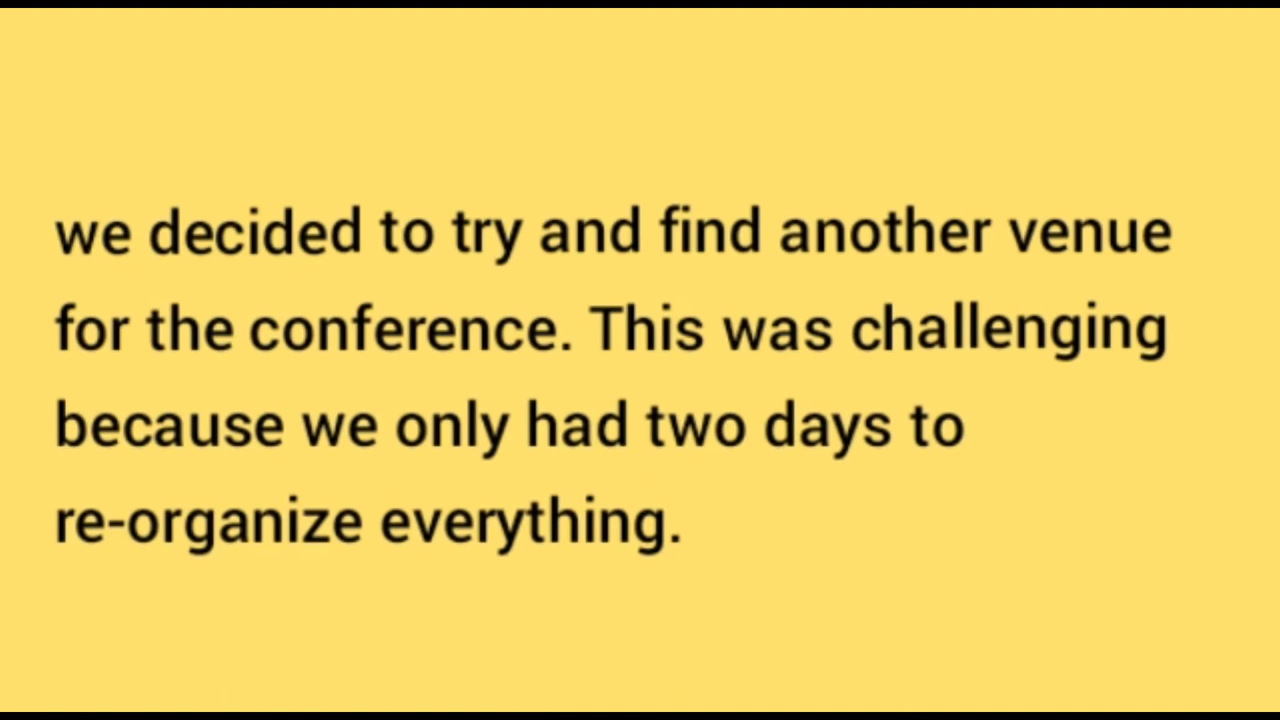 we decided to try and find another venue
for the conference. This was challenging
because we only had two days to
re-organize everything.